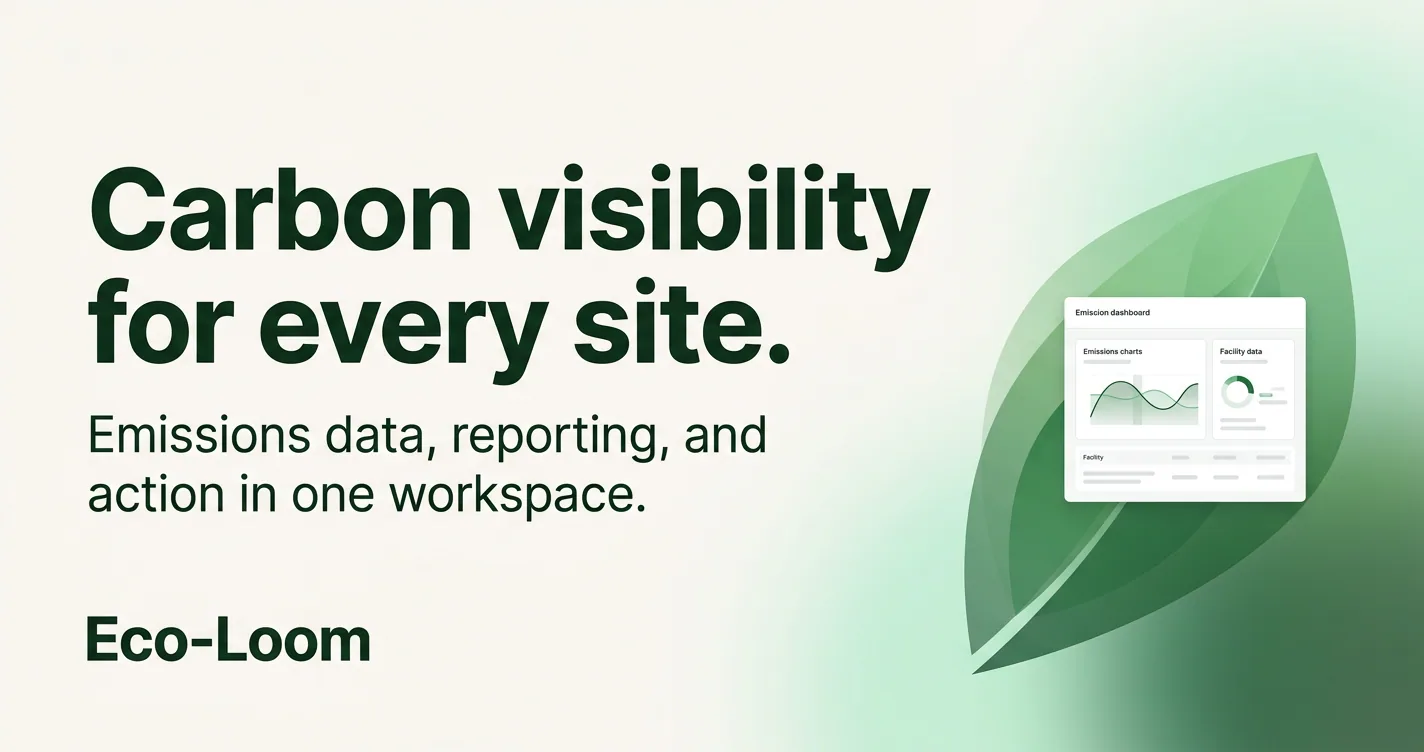 Carbon visibility
for every site.
Emissions data, reporting, and
action in one workspace.
Eco-Loom
Emiscion dashboard
Emissions charts
Facility data
Facility